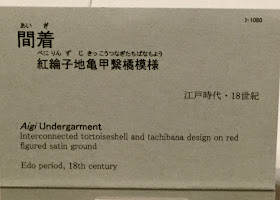 I-1080
あい ぎ
間着
べに りん ず じ きっ こう つなぎ たち ばな も よう
紅綸子地亀甲繫橘模様
江戸時代・18世紀
Aigi Undergarment
Interconnected tortoiseshell and tachibana design on red
figured satin ground
Edo period, 18th century